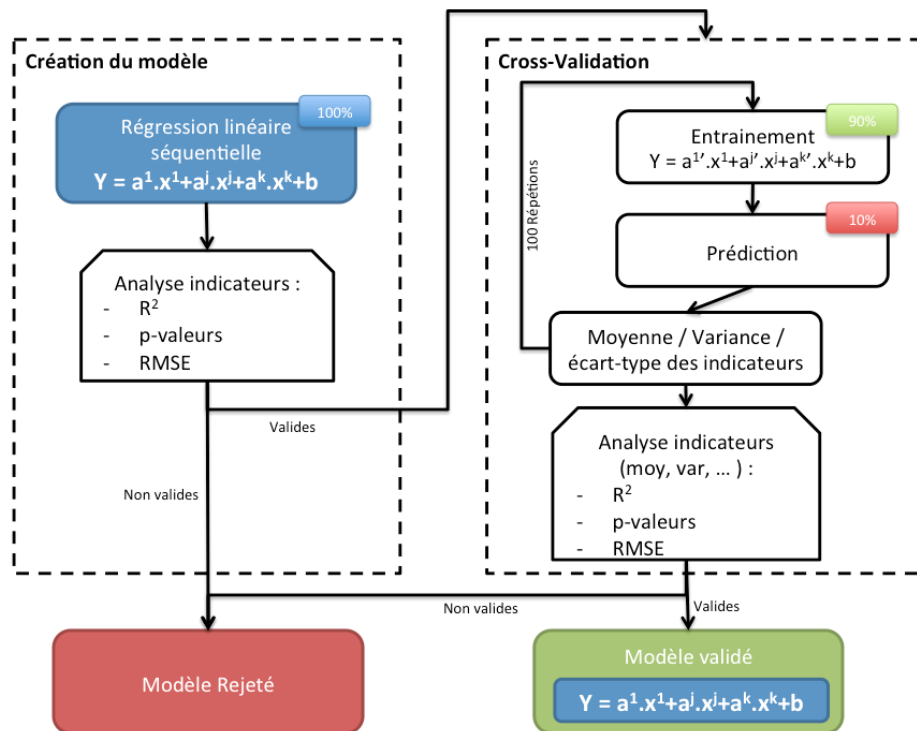 Création du modèle
100%
Régression linéaire
séquentielle
Y = a¹.x¹+aʲ.xʲ+aᵏ.xᵏ+b
Analyse indicateurs :
- R²
- p-valeurs
- RMSE
Valides
Non valides
Cross-Validation
90%
Entrainement
Y = a¹’.x¹+aʲ’.xʲ+aᵏ’.xᵏ+b
100 Répétions
10%
Prédiction
Moyenne / Variance /
écart-type des indicateurs
Analyse indicateurs
(moy, var, … ) :
- R²
- p-valeurs
- RMSE
Non valides
Valides
Modèle Rejeté
Modèle validé
Y = a¹.x¹+aʲ.xʲ+aᵏ.xᵏ+b